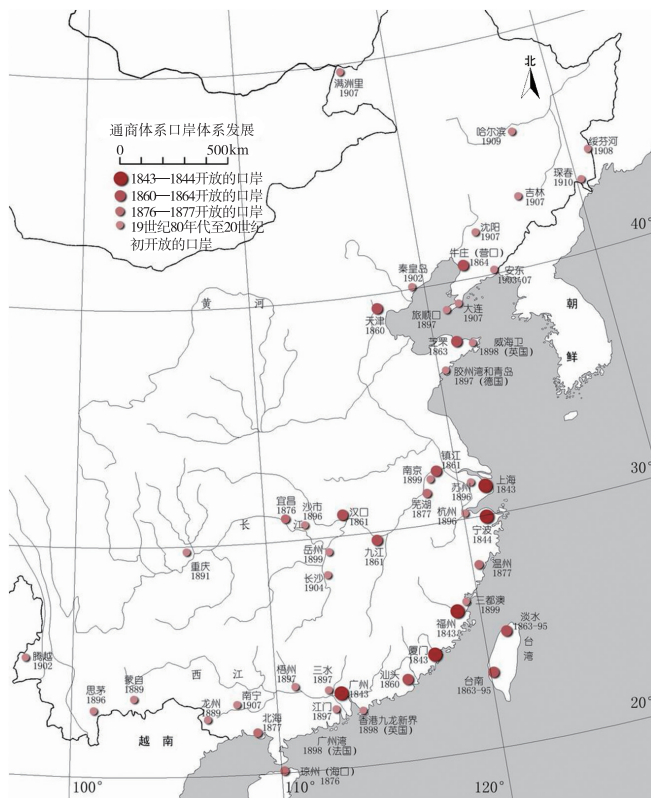 北
满洲里
1907
通商体系口岸体系发展
0 500km
1843—1844开放的口岸
1860—1864开放的口岸
1876—1877开放的口岸
19世纪80年代至20世纪
初开放的口岸
哈尔滨
1909
绥芬河
1908
珲春
1910
吉林
1907
沈阳
1907
40°
牛庄（营口）
1864
安东
1903-07
秦皇岛
1902
大连
1907
旅顺口
1897
黄 河
天津
1860
朝
鲜
芝罘
1863
威海卫
1898（英国）
胶州湾和青岛
1897（德国）
30°
镇江
1861
南京
1899
上海
1843
苏州
1896
芜湖
1877
杭州
1896
宁波
1844
宜昌
1876
沙市
1896
汉口
1861
长 江
九江
1861
岳州
1899
重庆
1891
长沙
1904
温州
1877
三都澳
1899
福州
1843
淡水
1863-95
台
湾
厦门
1843
台南
1863-95
腾越
1902
西 江
梧州
1897
三水
1897
广州
1843
汕头
1860
思茅
1896
蒙自
1889
龙州
1889
南宁
1907
江门
1897
香港九龙新界
1898（英国）
20°
北海
1877
越 南
广州湾
1898（法国）
琼州（海口）
1876
100°
110°
120°